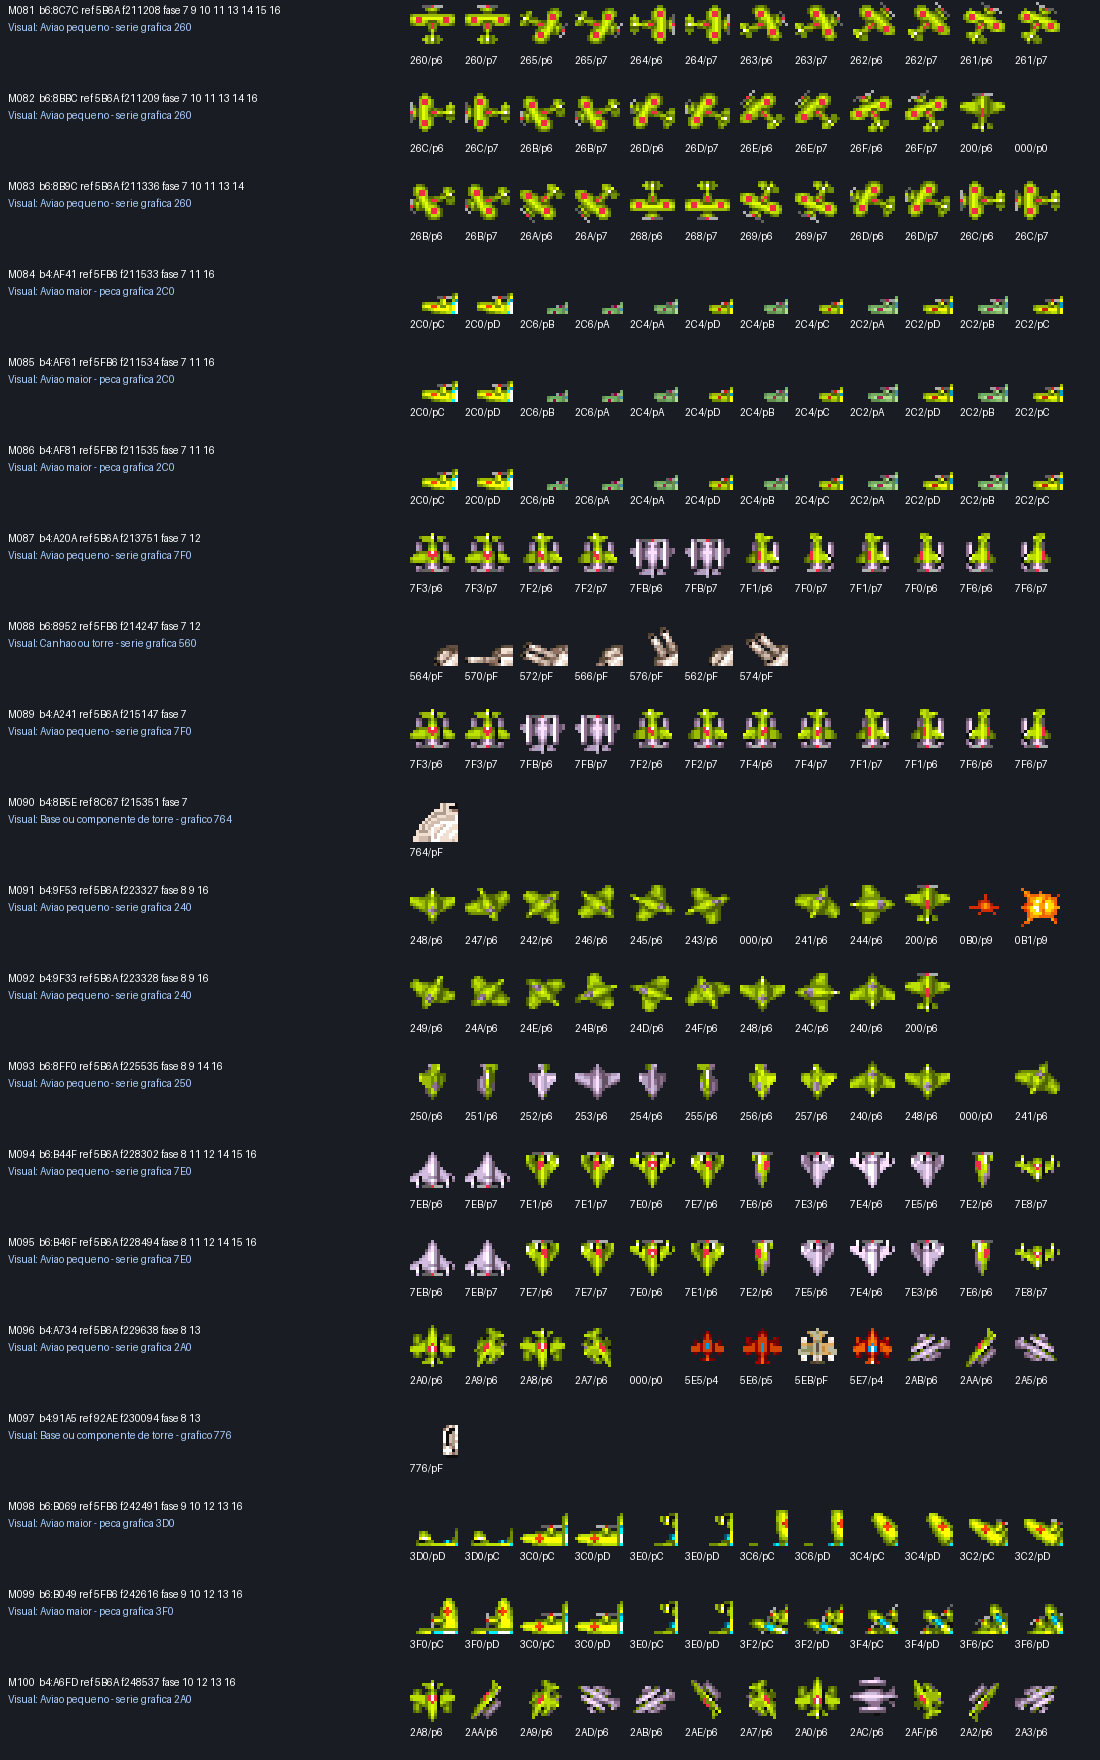 M081 b6:8C7C ref 5B6A f211208 fase 7 9 10 11 13 14 15 16
Visual: Aviao pequeno - serie grafica 260
260/p6 260/p7 265/p6 265/p7 264/p6 264/p7 263/p6 263/p7 262/p6 262/p7 261/p6 261/p7
M082 b6:8BBC ref 5B6A f211209 fase 7 10 11 13 14 16
Visual: Aviao pequeno - serie grafica 260
26C/p6 26C/p7 26B/p6 26B/p7 26D/p6 26D/p7 26E/p6 26E/p7 26F/p6 26F/p7 200/p6 000/p0
M083 b6:8B9C ref 5B6A f211336 fase 7 10 11 13 14
Visual: Aviao pequeno - serie grafica 260
26B/p6 26B/p7 26A/p6 26A/p7 268/p6 268/p7 269/p6 269/p7 26D/p6 26D/p7 26C/p6 26C/p7
M084 b4:AF41 ref 5FB6 f211533 fase 7 11 16
Visual: Aviao maior - peca grafica 2C0
2C0/pC 2C0/pD 2C6/pB 2C6/pA 2C4/pA 2C4/pD 2C4/pB 2C4/pC 2C2/pA 2C2/pD 2C2/pB 2C2/pC
M085 b4:AF61 ref 5FB6 f211534 fase 7 11 16
Visual: Aviao maior - peca grafica 2C0
2C0/pC 2C0/pD 2C6/pB 2C6/pA 2C4/pA 2C4/pD 2C4/pB 2C4/pC 2C2/pA 2C2/pD 2C2/pB 2C2/pC
M086 b4:AF81 ref 5FB6 f211535 fase 7 11 16
Visual: Aviao maior - peca grafica 2C0
2C0/pC 2C0/pD 2C6/pB 2C6/pA 2C4/pA 2C4/pD 2C4/pB 2C4/pC 2C2/pA 2C2/pD 2C2/pB 2C2/pC
M087 b4:A20A ref 5B6A f213751 fase 7 12
Visual: Aviao pequeno - serie grafica 7F0
7F3/p6 7F3/p7 7F2/p6 7F2/p7 7FB/p6 7FB/p7 7F1/p6 7F0/p7 7F1/p7 7F0/p6 7F6/p6 7F6/p7
M088 b6:8952 ref 5B6A f214247 fase 7 12
Visual: Canhao ou torre - serie grafica 560
564/pF 570/pF 572/pF 566/pF 576/pF 562/pF 574/pF
M089 b4:A241 ref 5B6A f215147 fase 7
Visual: Aviao pequeno - serie grafica 7F0
7F3/p6 7F3/p7 7FB/p6 7FB/p7 7F2/p6 7F2/p7 7F4/p6 7F4/p7 7F1/p7 7F1/p6 7F6/p6 7F6/p7
M090 b4:8B5E ref 8C67 f215351 fase 7
Visual: Base ou componente de torre - grafico 764
764/pF
M091 b4:9F53 ref 5B6A f223327 fase 8 9 16
Visual: Aviao pequeno - serie grafica 240
248/p6 247/p6 242/p6 246/p6 245/p6 243/p6 000/p0 241/p6 244/p6 200/p6 0B0/p9 0B1/p9
M092 b4:9F33 ref 5B6A f223328 fase 8 9 16
Visual: Aviao pequeno - serie grafica 240
249/p6 24A/p6 24E/p6 24B/p6 24D/p6 24F/p6 248/p6 24C/p6 240/p6 200/p6
M093 b6:8FF0 ref 5B6A f225535 fase 8 9 14 16
Visual: Aviao pequeno - serie grafica 250
250/p6 251/p6 252/p6 253/p6 254/p6 255/p6 256/p6 257/p6 240/p6 248/p6 000/p0 241/p6
M094 b6:B44F ref 5B6A f228302 fase 8 11 12 14 15 16
Visual: Aviao pequeno - serie grafica 7E0
7EB/p6 7EB/p7 7E1/p6 7E1/p7 7E0/p6 7E7/p6 7E6/p6 7E3/p6 7E4/p6 7E5/p6 7E2/p6 7E8/p7
M095 b6:B46F ref 5B6A f228494 fase 8 11 12 14 15 16
Visual: Aviao pequeno - serie grafica 7E0
7EB/p6 7EB/p7 7E7/p6 7E7/p7 7E0/p6 7E1/p6 7E2/p6 7E5/p6 7E4/p6 7E3/p6 7E6/p6 7E8/p7
M096 b4:A734 ref 5B6A f229638 fase 8 13
Visual: Aviao pequeno - serie grafica 2A0
2A0/p6 2A9/p6 2A8/p6 2A7/p6 000/p0 5E5/p4 5E6/p5 5EB/pF 5E7/p4 2AB/p6 2AA/p6 2A5/p6
M097 b4:91A5 ref 92AE f230094 fase 8 13
Visual: Base ou componente de torre - grafico 776
776/pF
M098 b6:B069 ref 5FB6 f242491 fase 9 10 12 13 16
Visual: Aviao maior - peca grafica 3D0
3D0/pD 3D0/pC 3C0/pC 3C0/pD 3E0/pC 3E0/pD 3C6/pC 3C6/pD 3C4/pC 3C4/pD 3C2/pC 3C2/pD
M099 b6:B049 ref 5FB6 f242616 fase 9 10 12 13 16
Visual: Aviao maior - peca grafica 3F0
3F0/pC 3F0/pD 3C0/pC 3C0/pD 3E0/pC 3E0/pD 3F2/pC 3F2/pD 3F4/pC 3F4/pD 3F6/pC 3F6/pD
M100 b4:A6FD ref 5B6A f248537 fase 10 12 13 16
Visual: Aviao pequeno - serie grafica 2A0
2A8/p6 2AA/p6 2A9/p6 2AD/p6 2AB/p6 2AE/p6 2A7/p6 2A0/p6 2AC/p6 2AF/p6 2A2/p6 2A3/p6